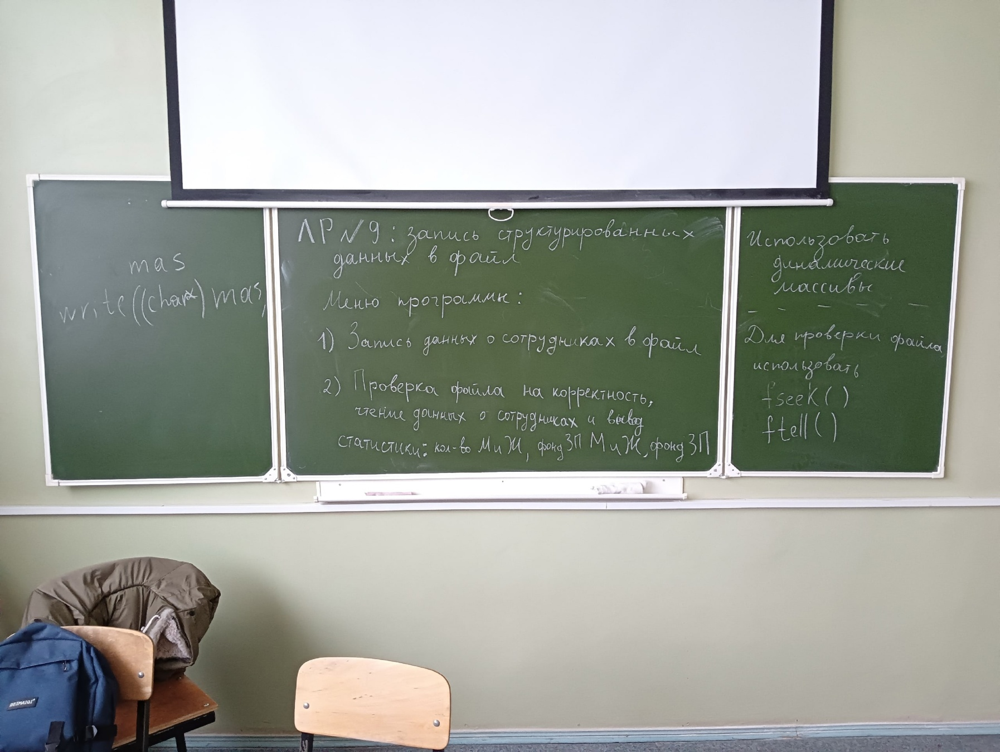 mas
write((char*)mas,
ЛР №9: запись структурированных
данных в файл
Меню программы:
1) Запись данных о сотрудниках в файл
2) Проверка файла на корректность,
чтение данных о сотрудниках и вывод
статистики: кол-во М и Ж, фонд ЗП М и Ж, фонд ЗП
Использовать
динамические
массивы
Для проверки файла
использовать
fseek()
ftell()